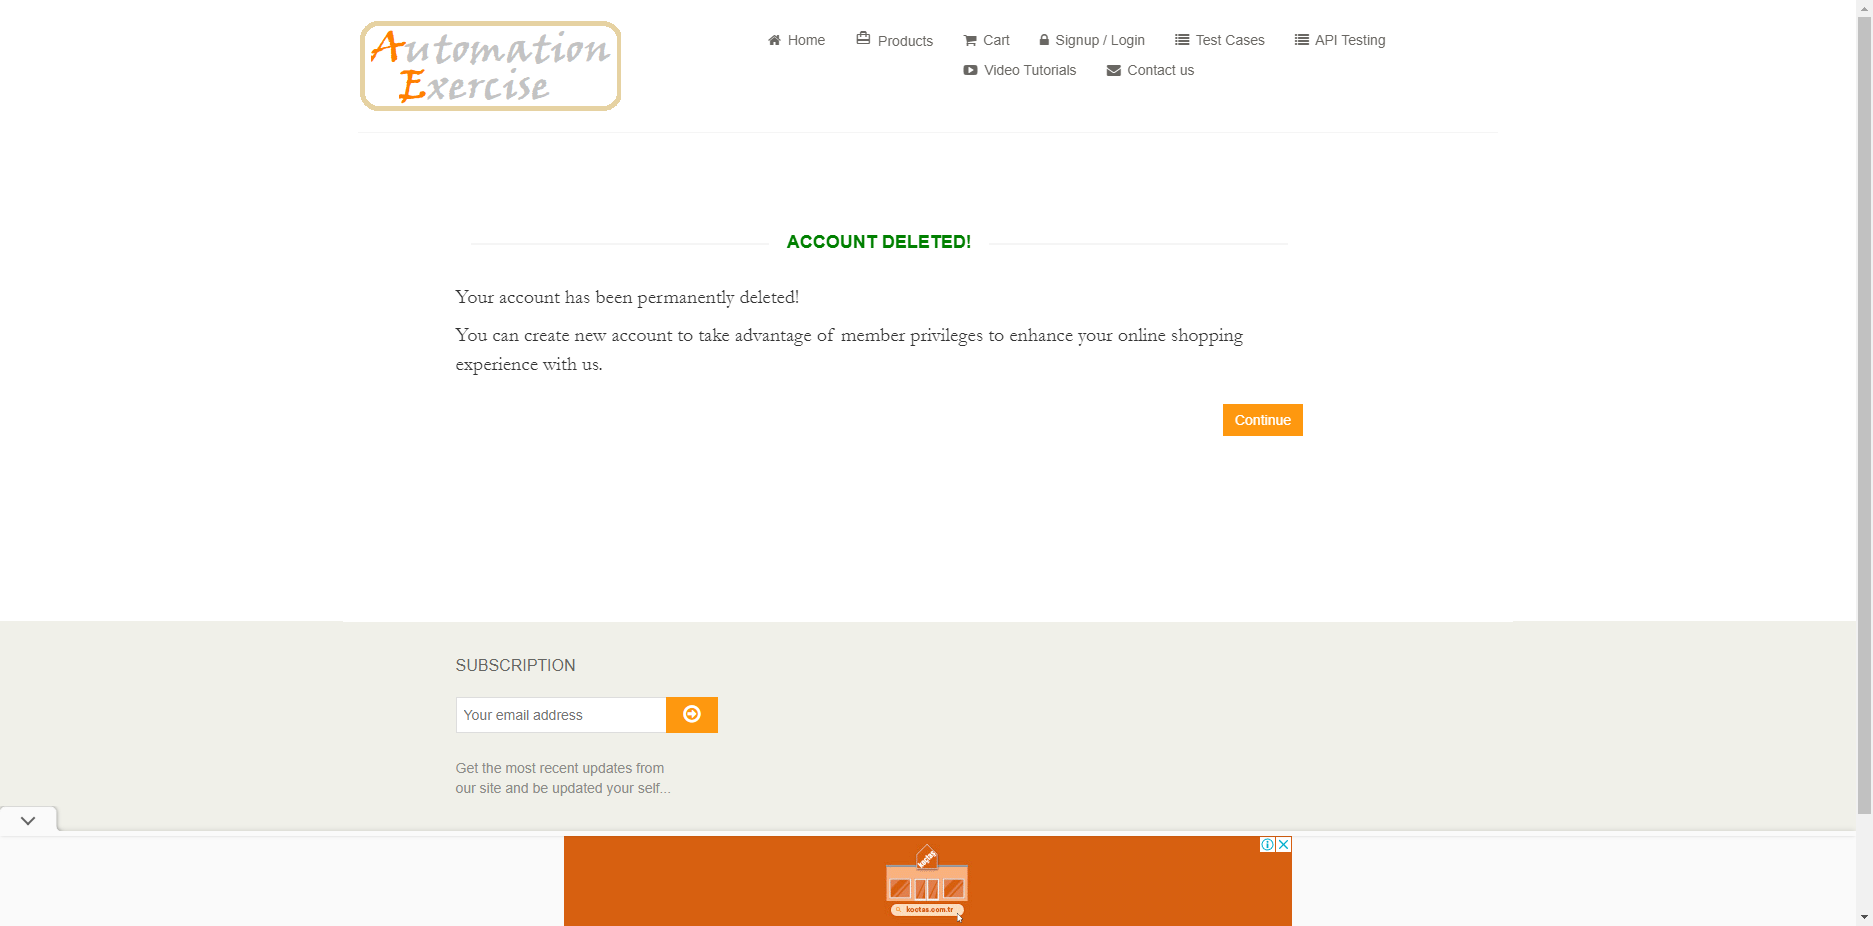 Automation
Exercise
Home
Products
Cart
Signup / Login
Test Cases
API Testing
Video Tutorials
Contact us
ACCOUNT DELETED!
Your account has been permanently deleted!
You can create new account to take advantage of member privileges to enhance your online shopping
experience with us.
Continue
SUBSCRIPTION
Your email address
Get the most recent updates from
our site and be updated your self...
koçtaş
koctas.com.tr